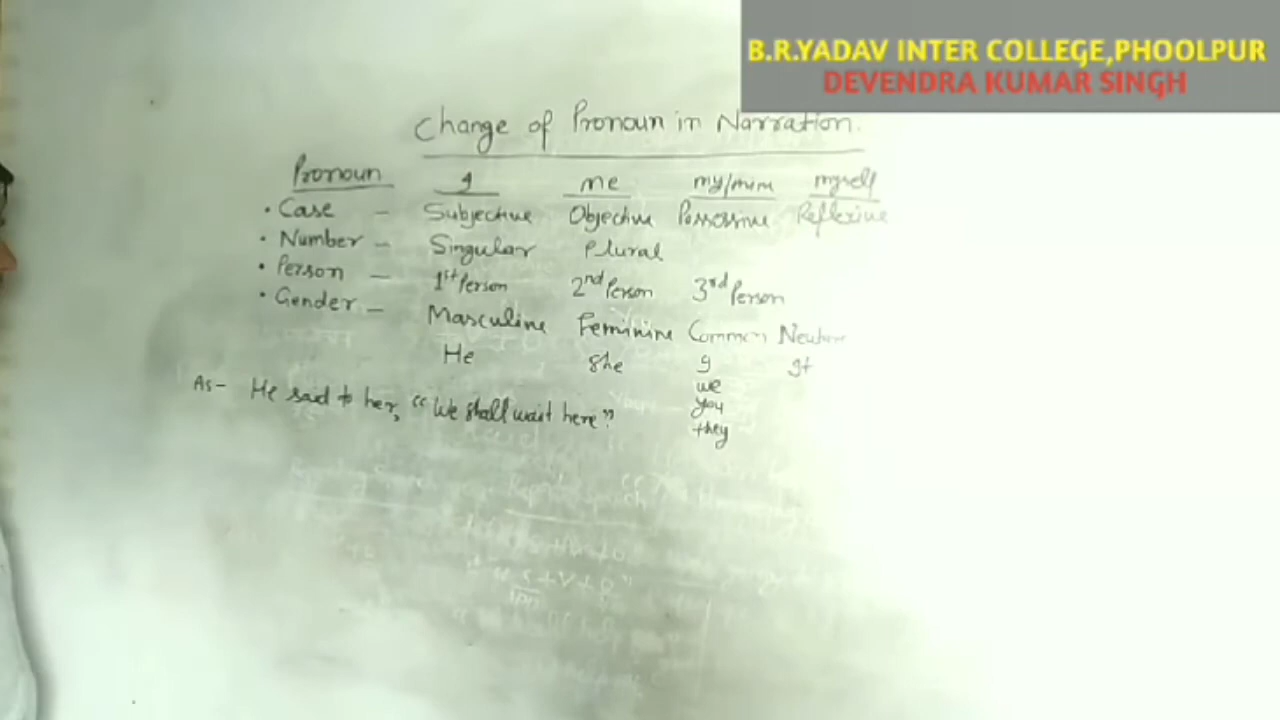 B.R.YADAV INTER COLLEGE,PHOOLPUR
DEVENDRA KUMAR SINGH
Change of Pronoun in Narration.
Pronoun I me my/mine myself
• Case – Subjective Objective Possessive Reflexive
• Number – Singular Plural
• Person – 1st Person 2nd Person 3rd Person
• Gender – Masculine Feminine Common Neuter
He She I It
we
you
they
As- He said to her, "We shall wait here".